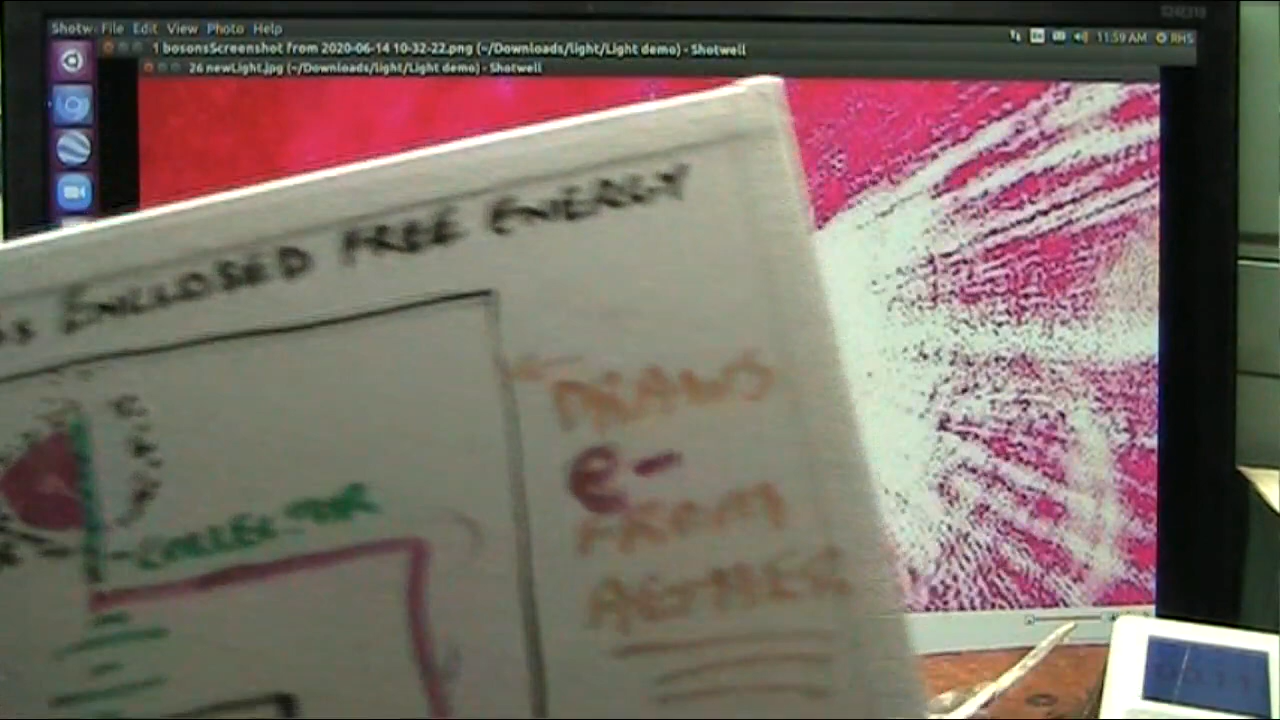 Shotw File Edit View Photo Help
11:59 AM RHS
1 bosonsScreenshot from 2020-06-14 10-32-22.png (~/Downloads/light/Light demo) - Shotwell
26 newLight.jpg (~/Downloads/light/Light demo) - Shotwell
ENCLOSED FREE ENERGY
DRAWS
e-
FROM
AETHER
COLLECTOR